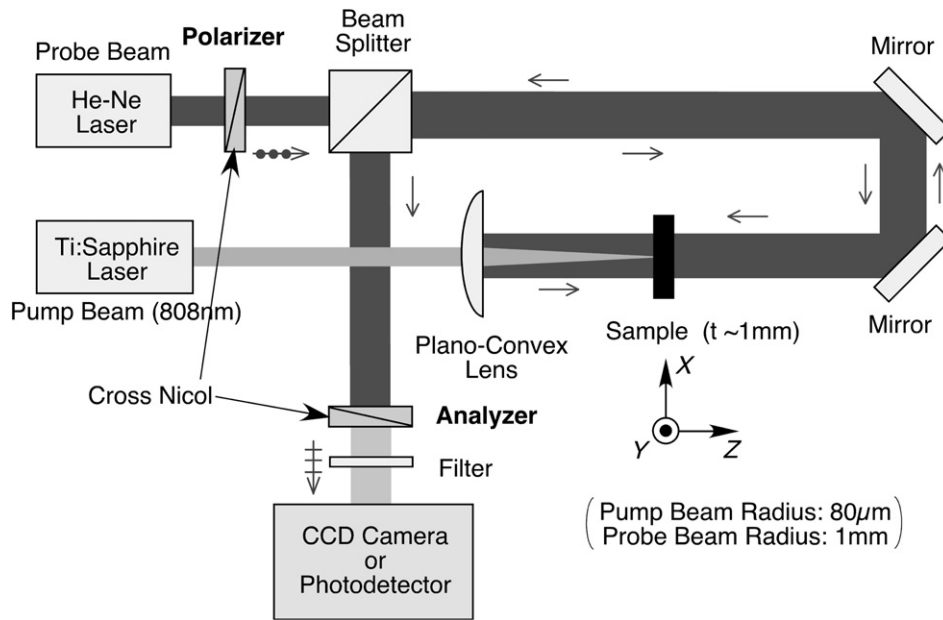 Probe Beam
He-Ne
Laser
Polarizer
Beam
Splitter
Mirror
Ti:Sapphire
Laser
Pump Beam (808nm)
Plano-Convex
Lens
Sample (t ~1mm)
Mirror
Cross Nicol
Analyzer
Filter
X
Y
Z
CCD Camera
or
Photodetector
( Pump Beam Radius: 80µm )
( Probe Beam Radius: 1mm )